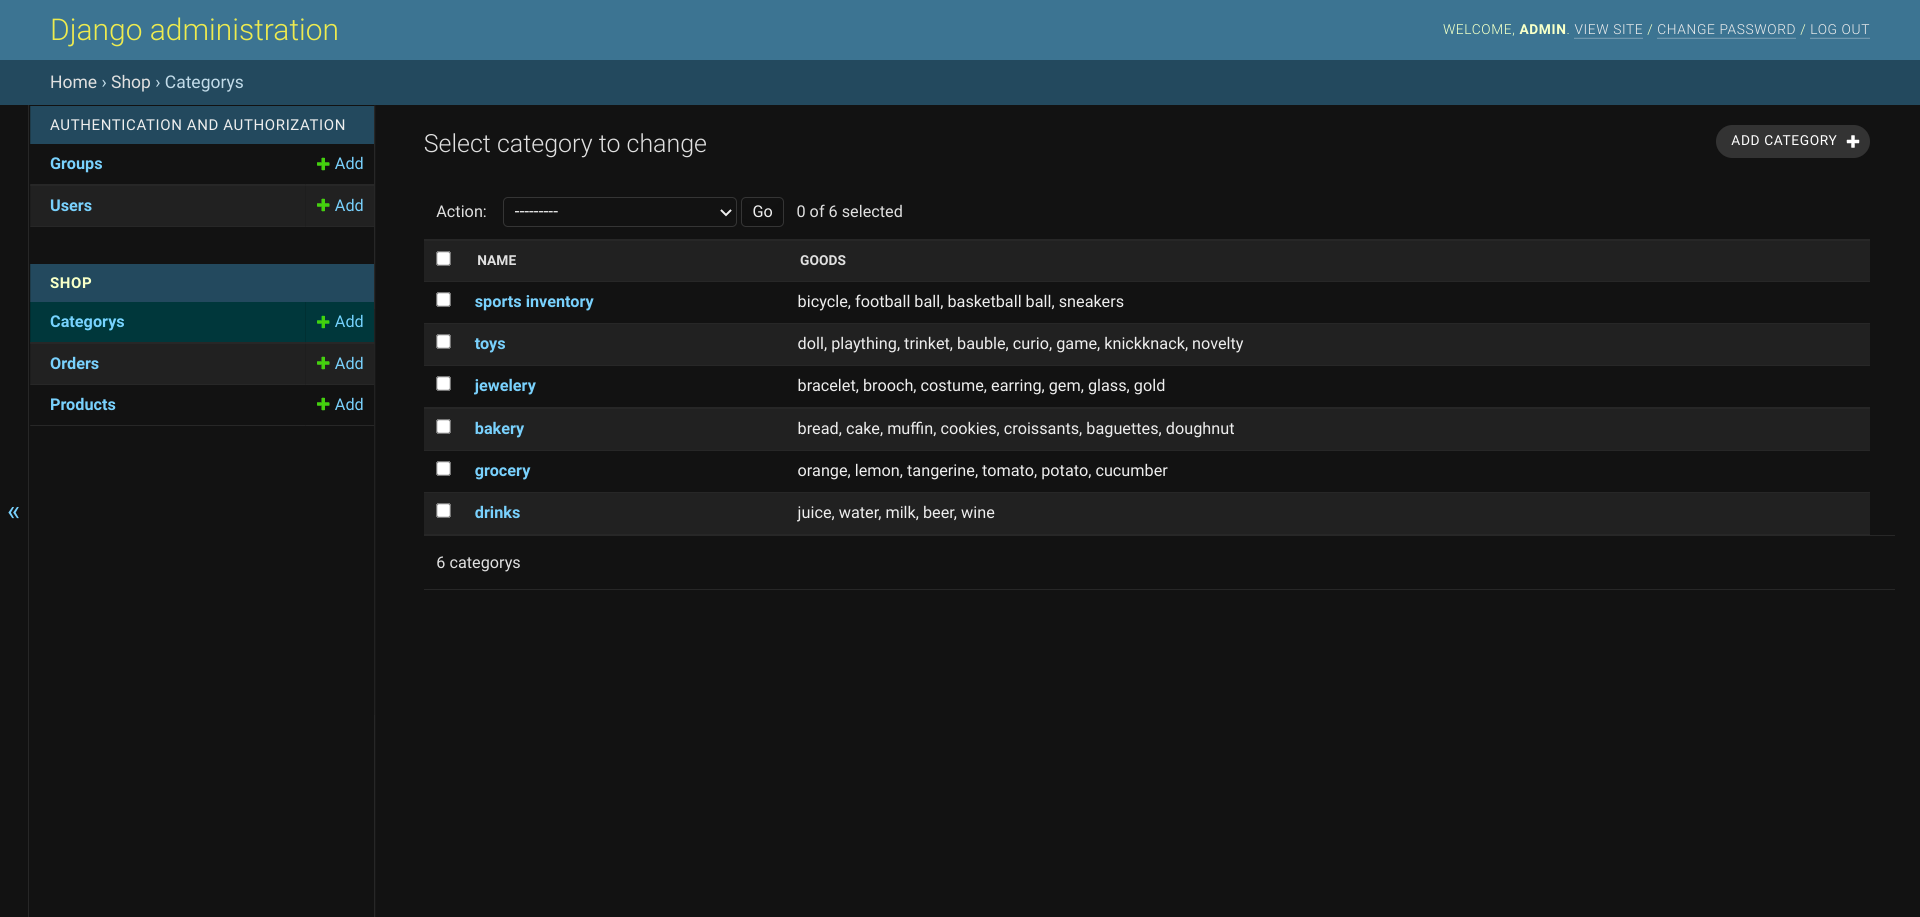 Django administration
WELCOME, ADMIN. VIEW SITE / CHANGE PASSWORD / LOG OUT
Home › Shop › Categorys
AUTHENTICATION AND AUTHORIZATION
Groups Add
Users Add
SHOP
Categorys Add
Orders Add
Products Add
«
Select category to change
ADD CATEGORY
Action: --------- Go 0 of 6 selected
NAME GOODS
sports inventory bicycle, football ball, basketball ball, sneakers
toys doll, plaything, trinket, bauble, curio, game, knickknack, novelty
jewelery bracelet, brooch, costume, earring, gem, glass, gold
bakery bread, cake, muffin, cookies, croissants, baguettes, doughnut
grocery orange, lemon, tangerine, tomato, potato, cucumber
drinks juice, water, milk, beer, wine
6 categorys